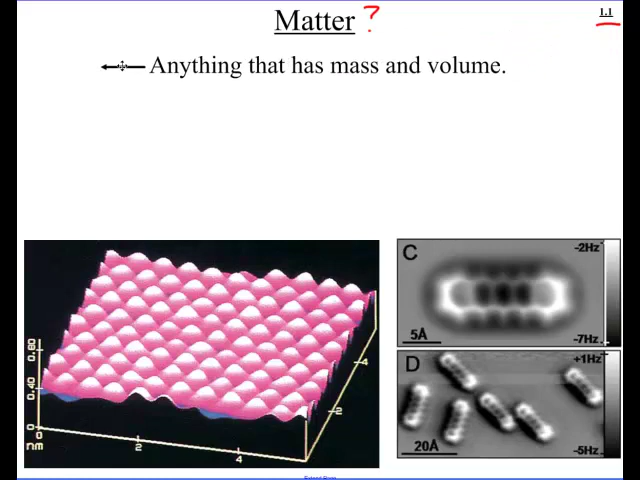 Matter ?
1.1
Anything that has mass and volume.
C
-2Hz
5Å
-7Hz
D
+1Hz
20Å
-5Hz
0.80
0.40
0
0
nm
2
4
2
4